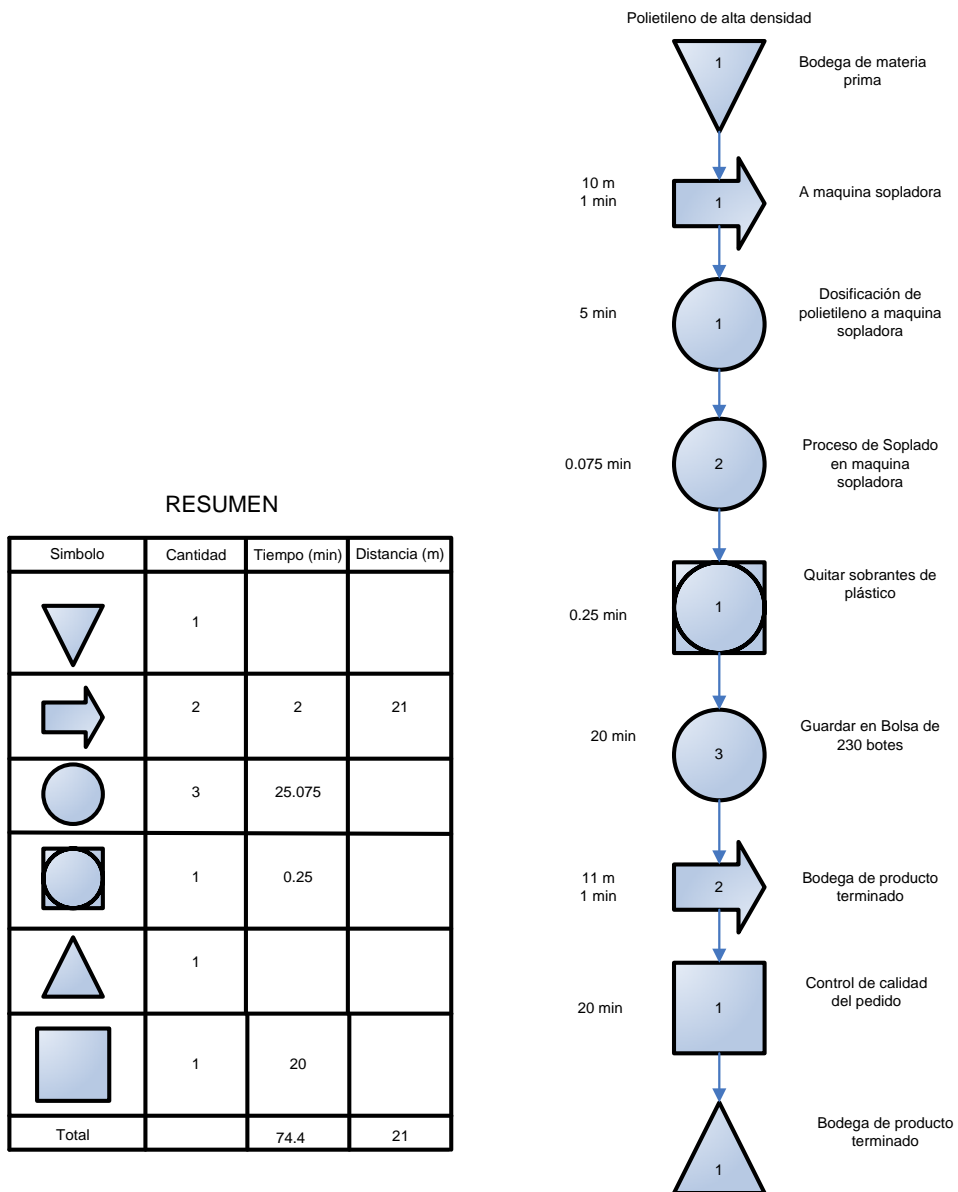 Polietileno de alta densidad
1
Bodega de materia
prima
10 m
1 min
1
A maquina sopladora
5 min
1
Dosificación de
polietileno a maquina
sopladora
0.075 min
2
Proceso de Soplado
en maquina
sopladora
0.25 min
1
Quitar sobrantes de
plástico
20 min
3
Guardar en Bolsa de
230 botes
11 m
1 min
2
Bodega de producto
terminado
20 min
1
Control de calidad
del pedido
1
Bodega de producto
terminado
RESUMEN
Simbolo Cantidad Tiempo (min) Distancia (m)
1
2 2 21
3 25.075
1 0.25
1
1 20
Total 74.4 21